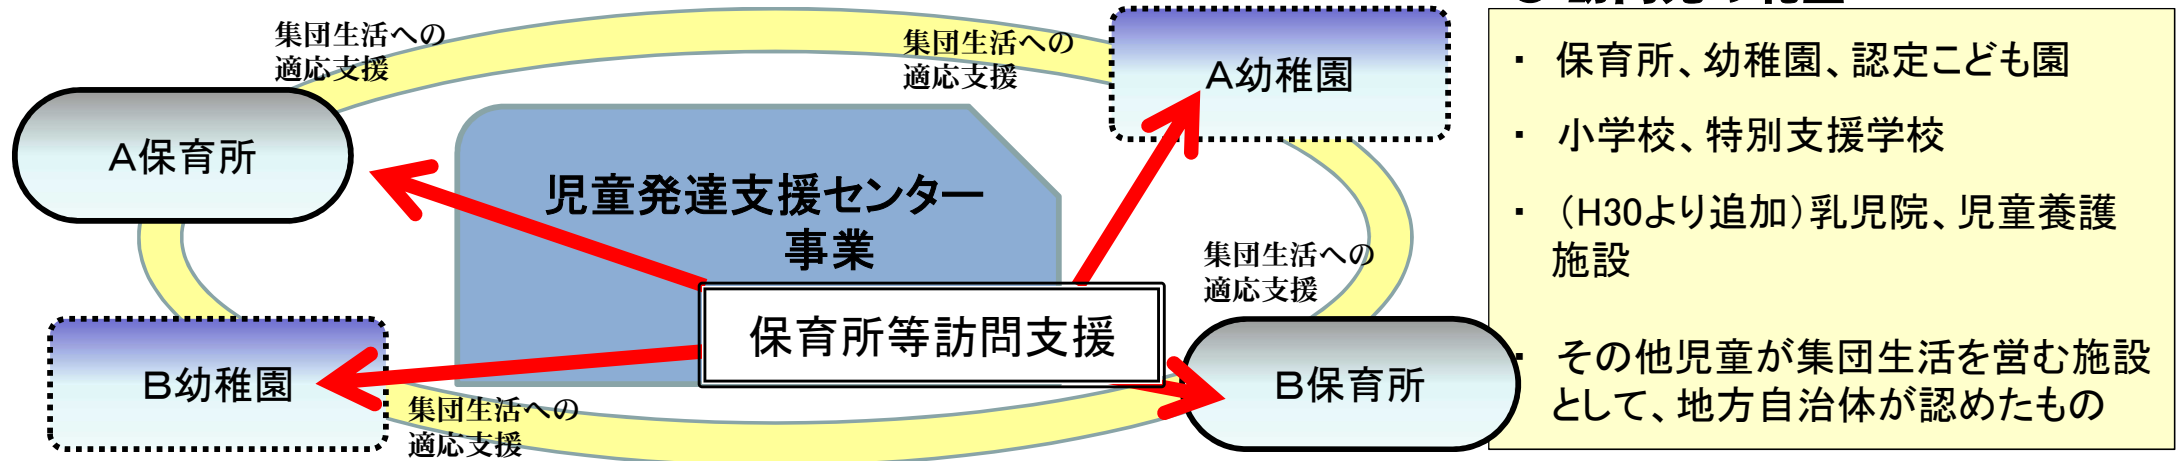 集団生活への
適応支援
集団生活への
適応支援
A幼稚園
A保育所
児童発達支援センター
事業
集団生活への
適応支援
保育所等訪問支援
B幼稚園
B保育所
集団生活への
適応支援
・ 保育所、幼稚園、認定こども園
・ 小学校、特別支援学校
・ (H30より追加)乳児院、児童養護
施設
・ その他児童が集団生活を営む施設
として、地方自治体が認めたもの